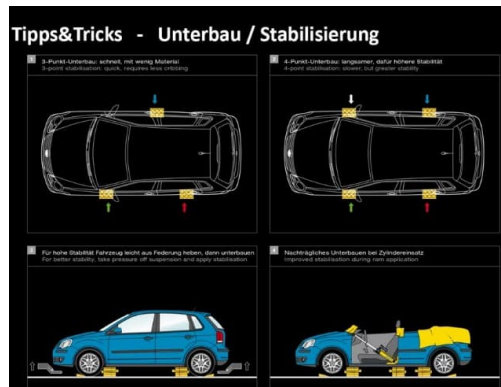 Tipps&Tricks - Unterbau / Stabilisierung
1 3-Punkt-Unterbau: schnell, mit wenig Material
3-point stabilisation: quick, requires less cribbing
2 4-Punkt-Unterbau: langsamer, dafür höhere Stabilität
4-point stabilisation: slower, but greater stability
3 Für hohe Stabilität Fahrzeug leicht aus Federung heben, dann unterbauen
For better stability, take pressure off suspension and apply stabilisation
4 Nachträgliches Unterbauen bei Zylindereinsatz
Improved stabilisation during ram application